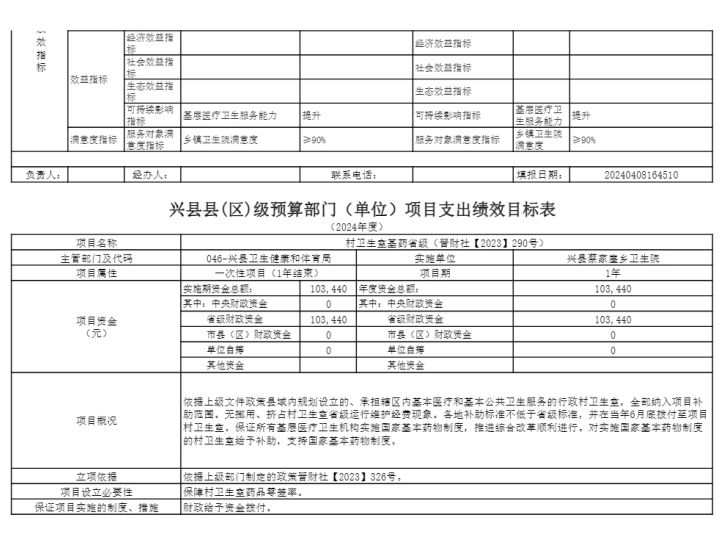 效
指
标
效益指标
经济效益指标
经济效益指标
社会效益指标
社会效益指标
生态效益指标
生态效益指标
可持续影响指标 基层医疗卫生服务能力 提升 可持续影响指标 基层医疗卫生服务能力 提升
满意度指标 服务对象满意度指标 乡镇卫生院满意度 ≥90% 服务对象满意度指标 乡镇卫生院满意度 ≥90%
负责人： 经办人： 联系电话： 填报日期： 20240408164510
兴县县(区)级预算部门（单位）项目支出绩效目标表
（2024年度）
项目名称 村卫生室基药省级（晋财社【2023】290号）
主管部门及代码 046-兴县卫生健康和体育局 实施单位 兴县蔡家崖乡卫生院
项目属性 一次性项目（1年结束） 项目期 1年
项目资金
（元）
实施期资金总额： 103,440 年度资金总额： 103,440
其中：中央财政资金 0 其中：中央财政资金 0
省级财政资金 103,440 省级财政资金 103,440
市县（区）财政资金 0 市县（区）财政资金 0
单位自筹 0 单位自筹 0
其他资金 其他资金
项目概况
依据上级文件政策县域内规划设立的、承担辖区内基本医疗和基本公共卫生服务的行政村卫生室，全部纳入项目补
助范围。无挪用、挤占村卫生室省级运行维护经费现象。各地补助标准不低于省级标准，并在当年6月底拨付至项目
村卫生室。保证所有基层医疗卫生机构实施国家基本药物制度，推进综合改革顺利进行。对实施国家基本药物制度
的村卫生室给予补助，支持国家基本药物制度。
立项依据 依据上级部门制定的政策晋财社【2023】326号。
项目设立必要性 保障村卫生室药品零差率。
保证项目实施的制度、措施 财政给予资金拨付。